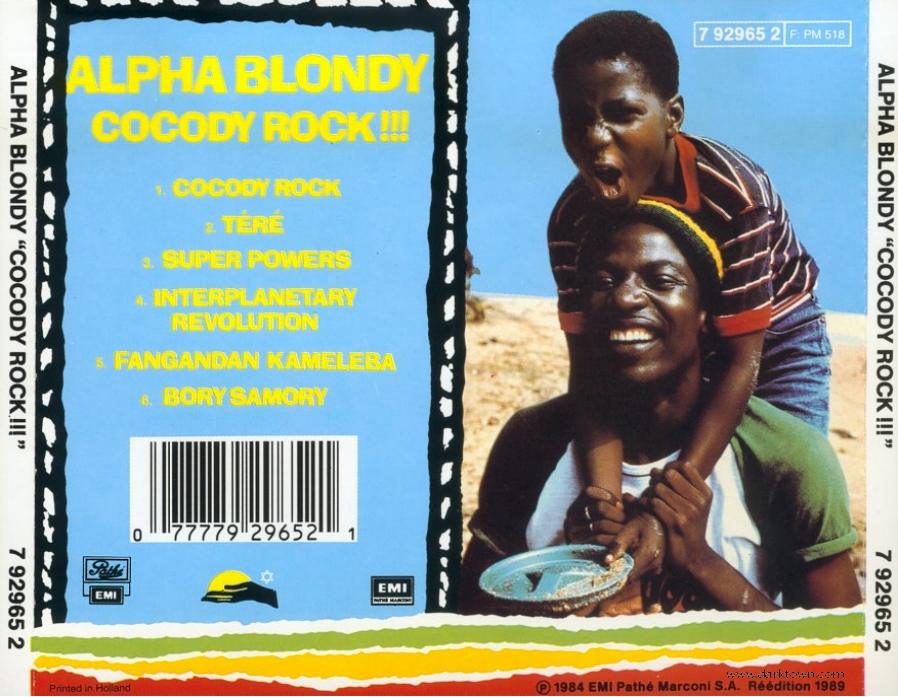 ALPHA BLONDY "COCODY ROCK!!!" 7 92965 2
ALPHA BLONDY
COCODY ROCK!!!
1. COCODY ROCK
2. TÉRÉ
3. SUPER POWERS
4. INTERPLANETARY
REVOLUTION
5. FANGANDAN KAMELEBA
6. BORY SAMORY
0 77779 29652 1
Pathé
EMI
EMI
PATHÉ MARCONI
7 92965 2 F: PM 518
Printed in Holland
℗ 1984 EMI Pathé Marconi S.A. Réédition 1989
www.darktown.com
ALPHA BLONDY "COCODY ROCK!!!" 7 92965 2